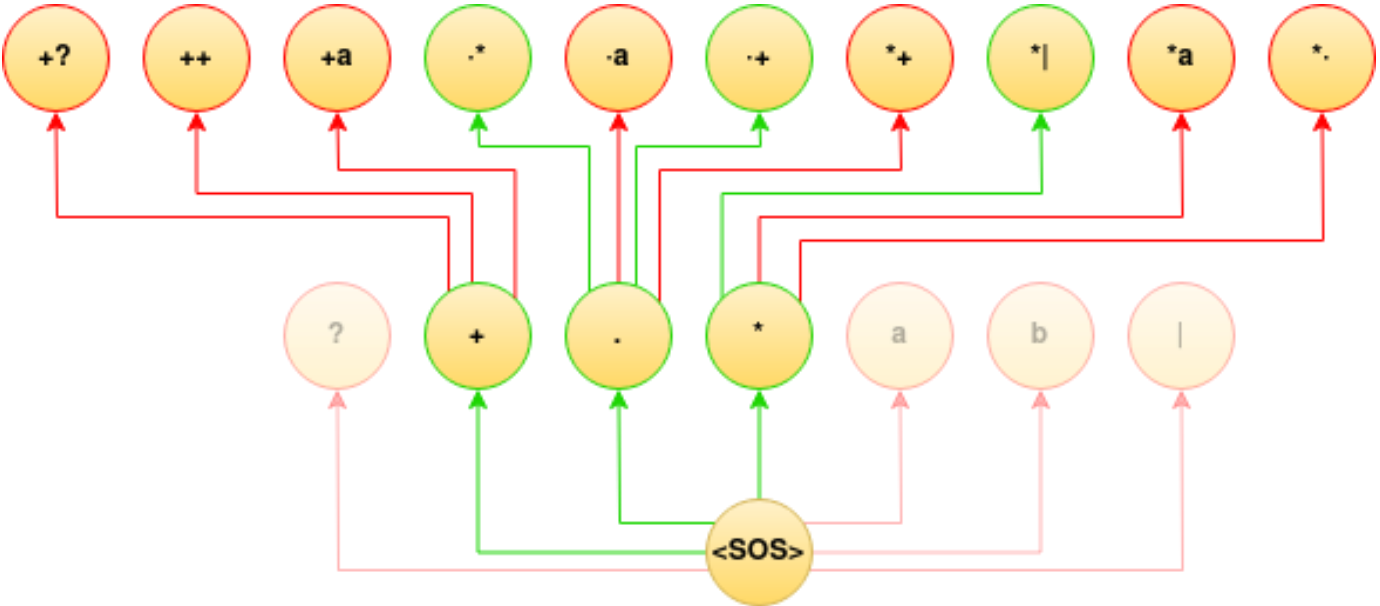 +? ++ +a ·* ·a ·+ *+ *| *a *·
? + . * a b |
<SOS>